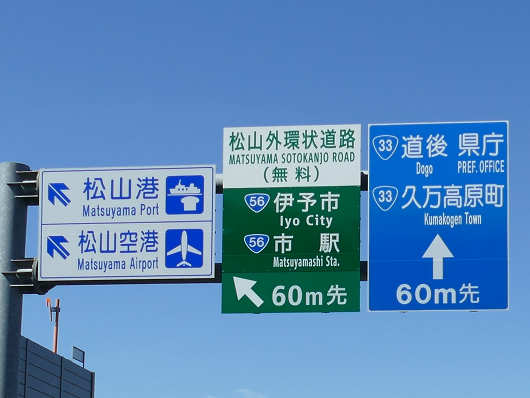 松山港
Matsuyama Port
松山空港
Matsuyama Airport
松山外環状道路
MATSUYAMA SOTOKANJO ROAD
(無料)
56 伊予市
Iyo City
56 市駅
Matsuyamashi Sta.
60m先
33 道後 県庁
Dogo PREF. OFFICE
33 久万高原町
Kumakogen Town
60m先